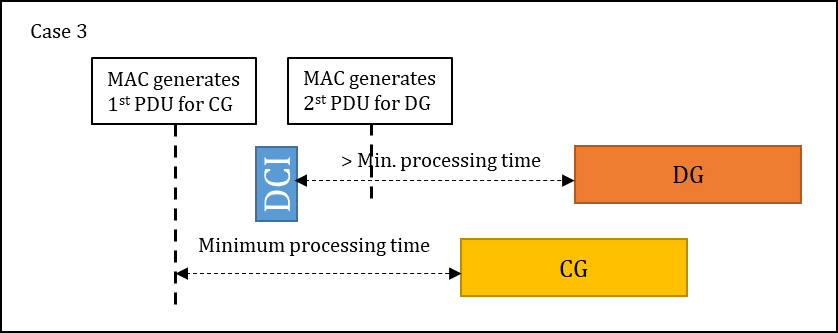 Case 3
MAC generates
1st PDU for CG
MAC generates
2st PDU for DG
DCI
> Min. processing time
DG
Minimum processing time
CG